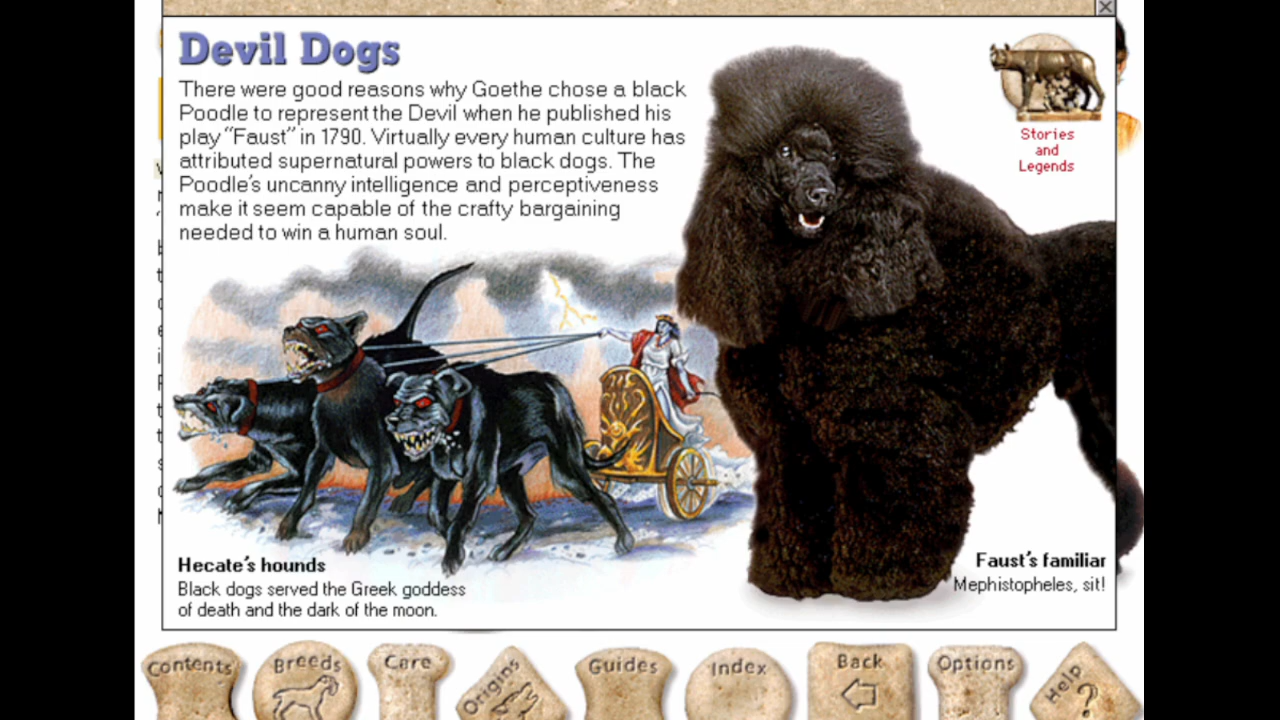 Devil Dogs
There were good reasons why Goethe chose a black
Poodle to represent the Devil when he published his
play “Faust” in 1790. Virtually every human culture has
attributed supernatural powers to black dogs. The
Poodle’s uncanny intelligence and perceptiveness
make it seem capable of the crafty bargaining
needed to win a human soul.
Stories
and
Legends
Hecate’s hounds
Black dogs served the Greek goddess
of death and the dark of the moon.
Faust’s familiar
Mephistopheles, sit!
Contents
Breeds
Care
Origins
Guides
Index
Back
Options
Help
?